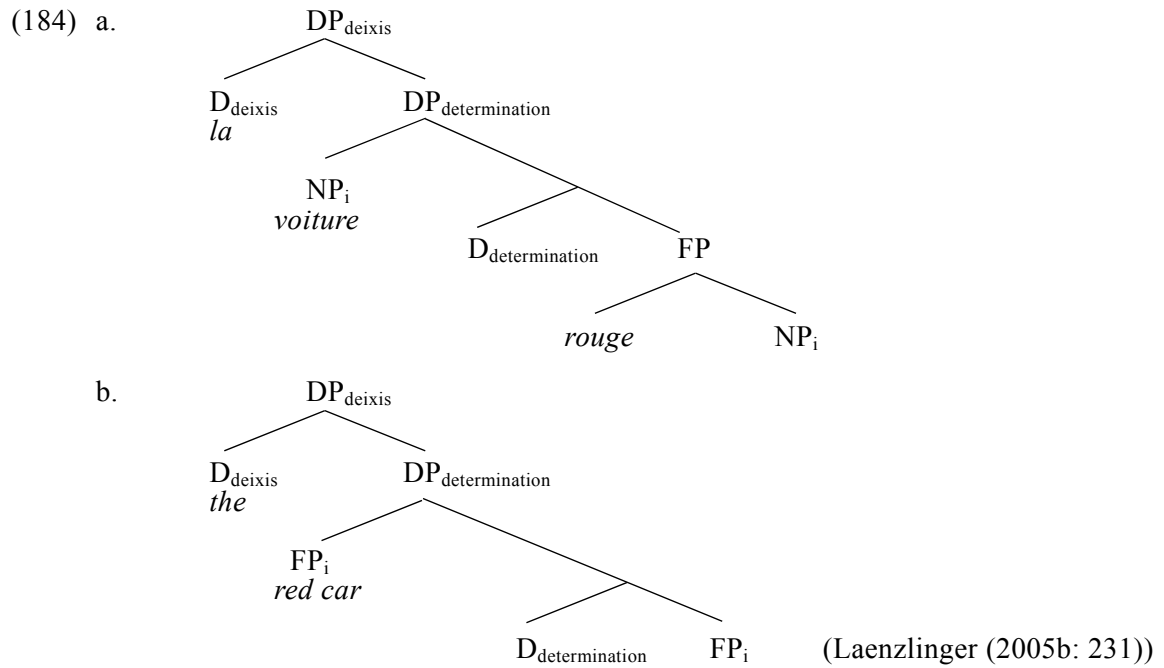 (184) a. DPdeixis
Ddeixis DPdetermination
la
NPi
voiture
Ddetermination FP
rouge NPi
b. DPdeixis
Ddeixis DPdetermination
the
FPi
red car
Ddetermination FPi (Laenzlinger (2005b: 231))